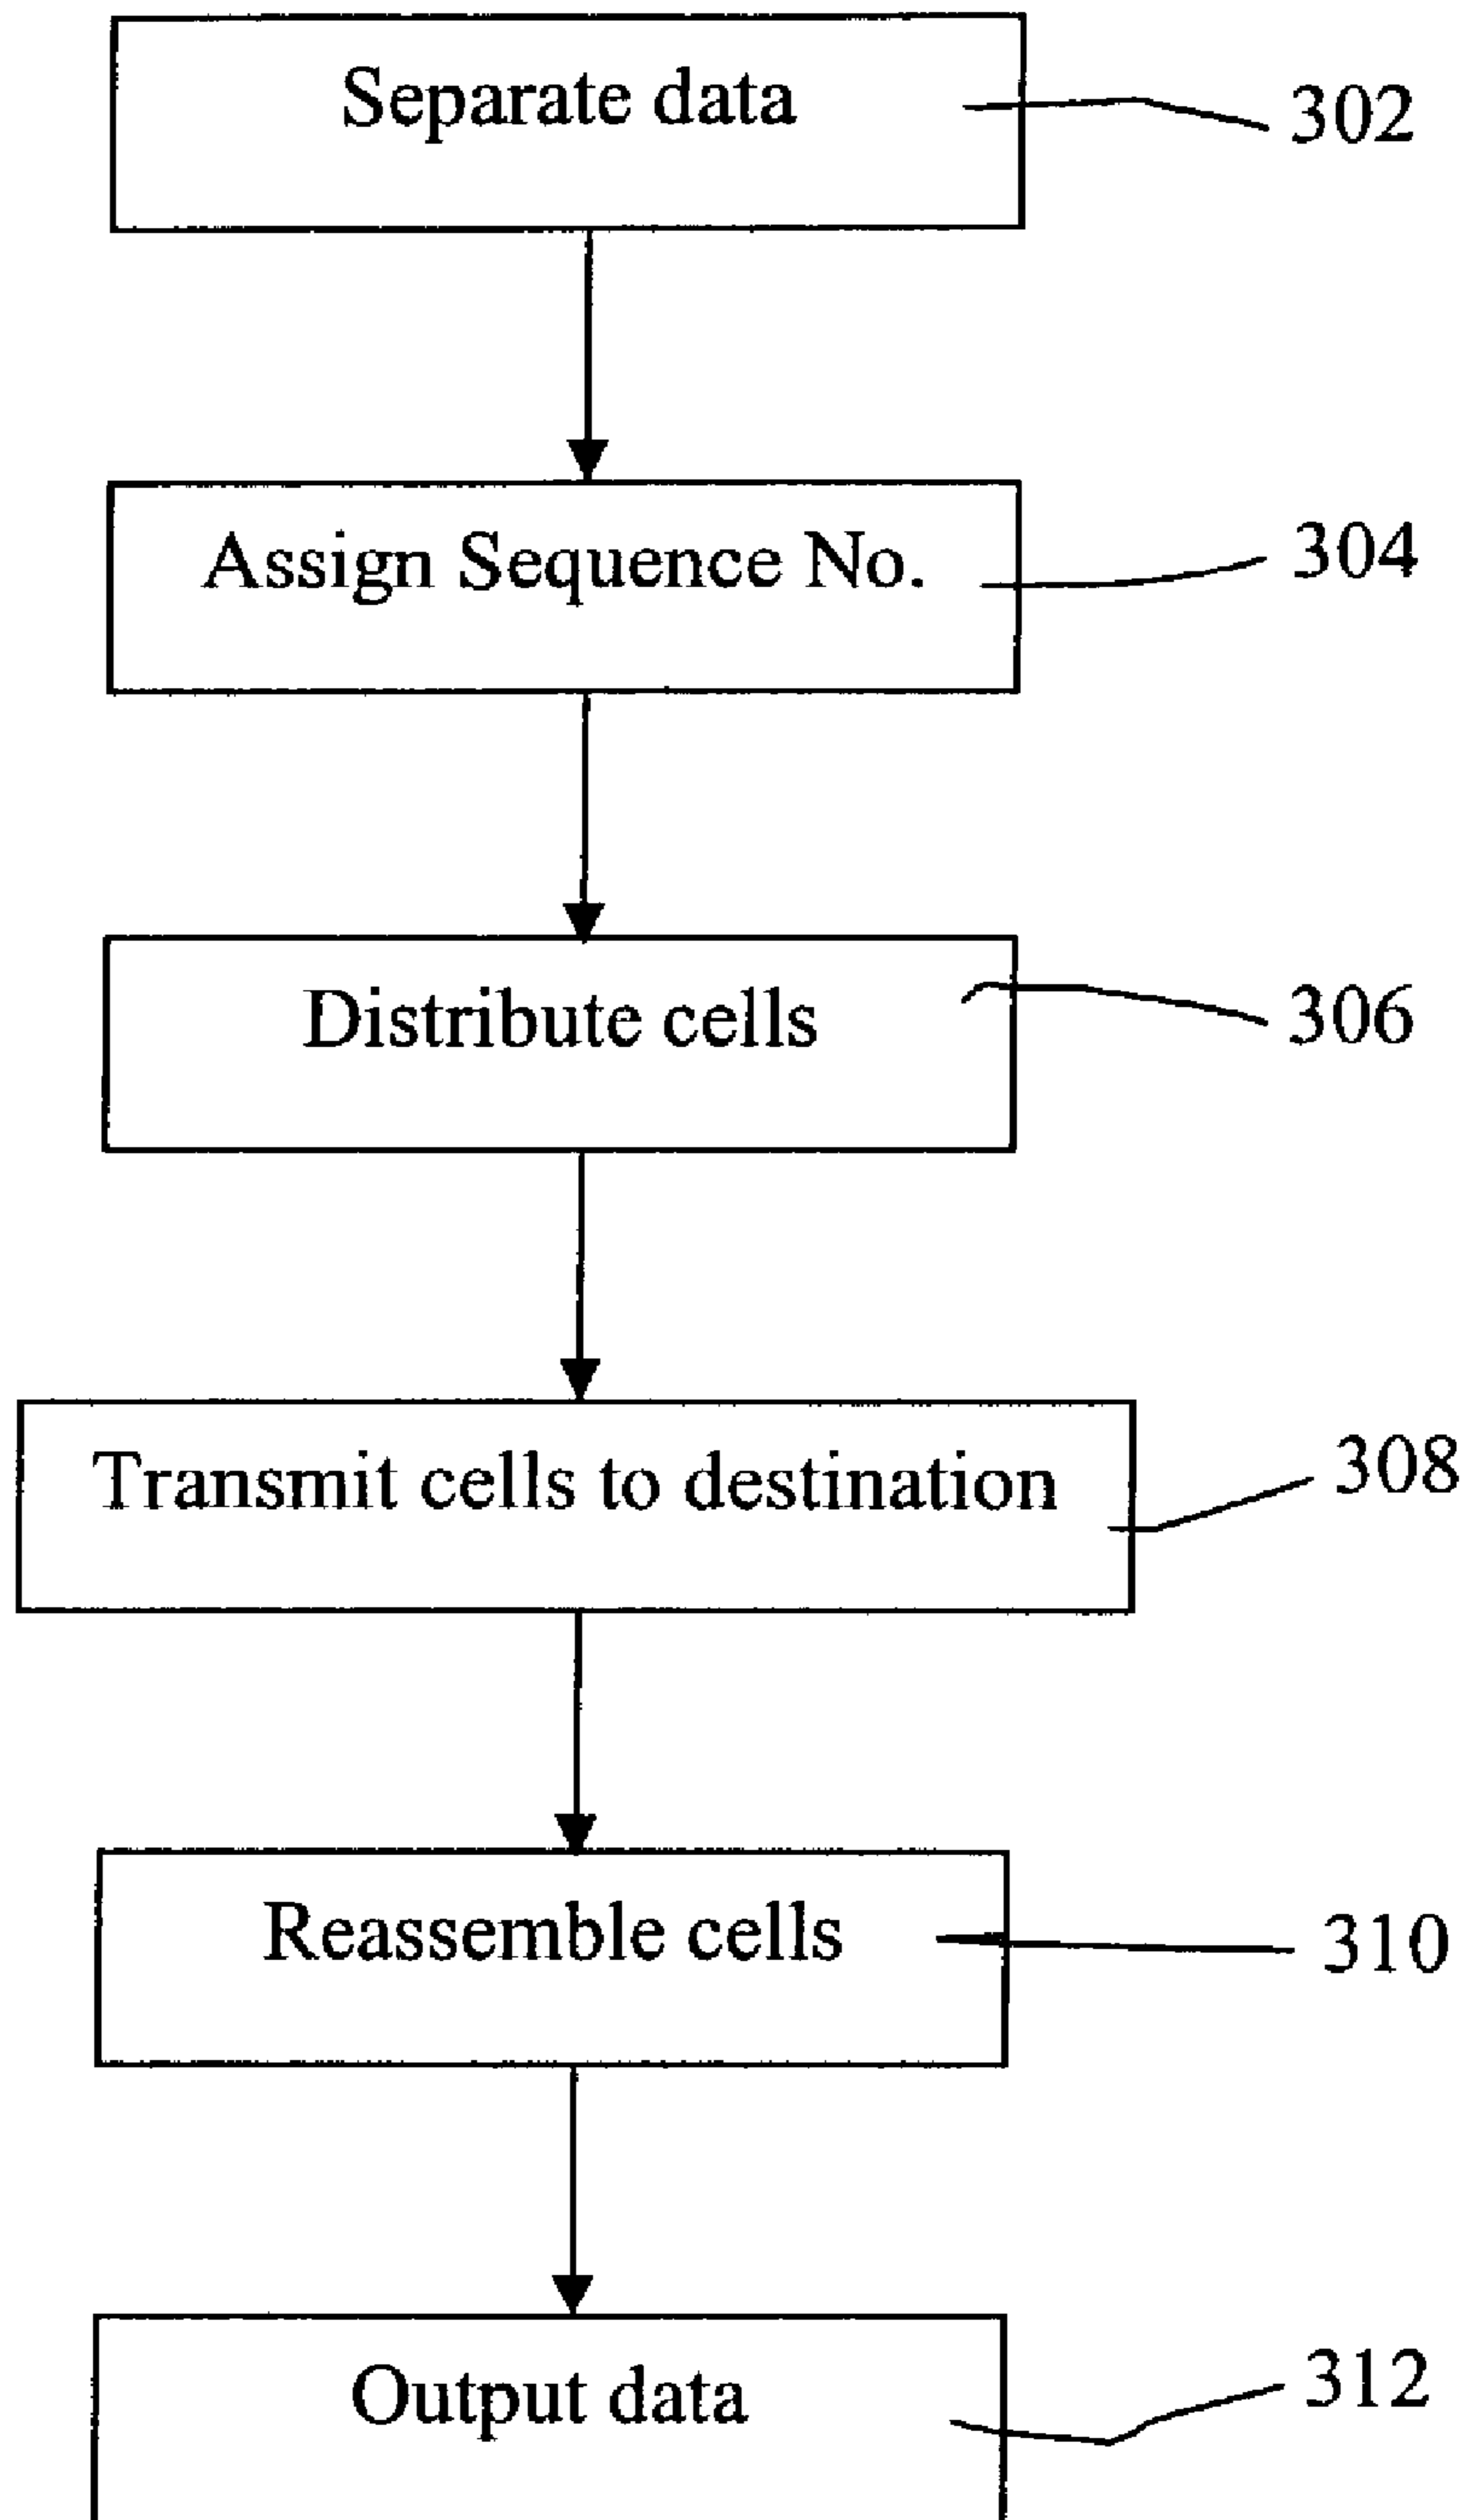 Separate data
302
Assign Sequence No.
304
Distribute cells
306
Transmit cells to destination
308
Reassemble cells
310
Output data
312